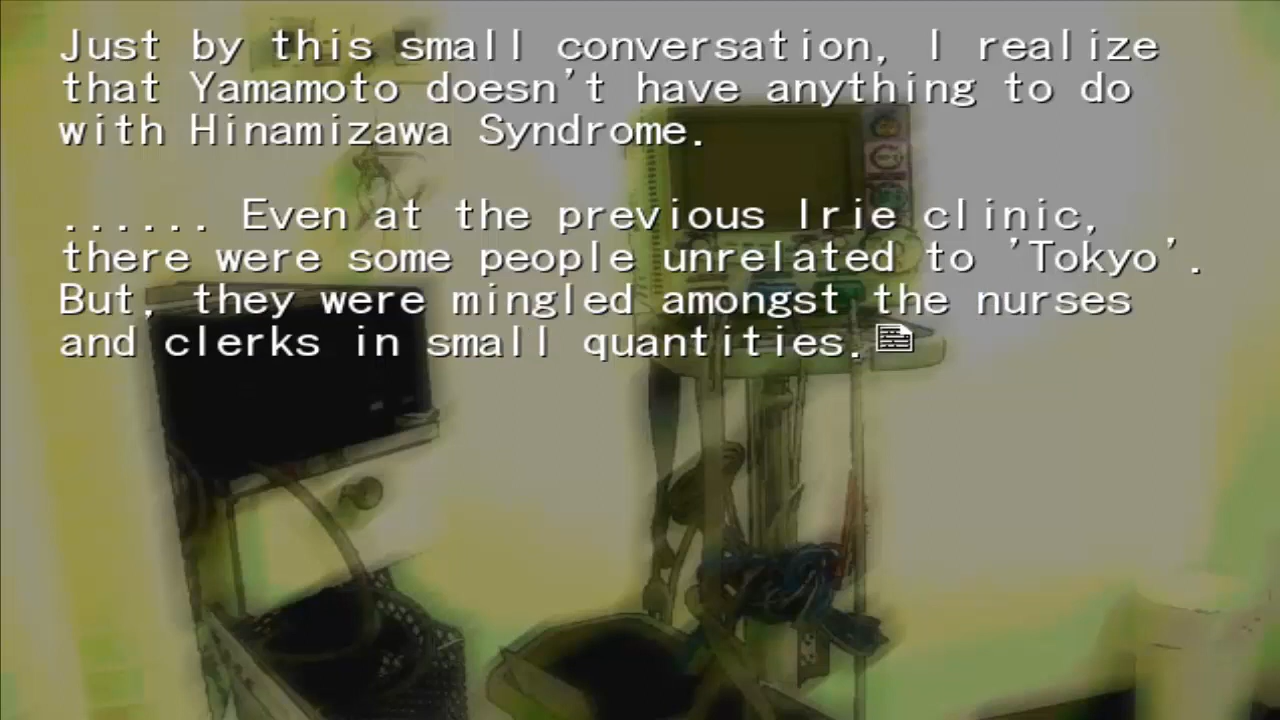 Just by this small conversation, I realize
that Yamamoto doesn't have anything to do
with Hinamizawa Syndrome.
...... Even at the previous Irie clinic,
there were some people unrelated to 'Tokyo'.
But, they were mingled amongst the nurses
and clerks in small quantities.